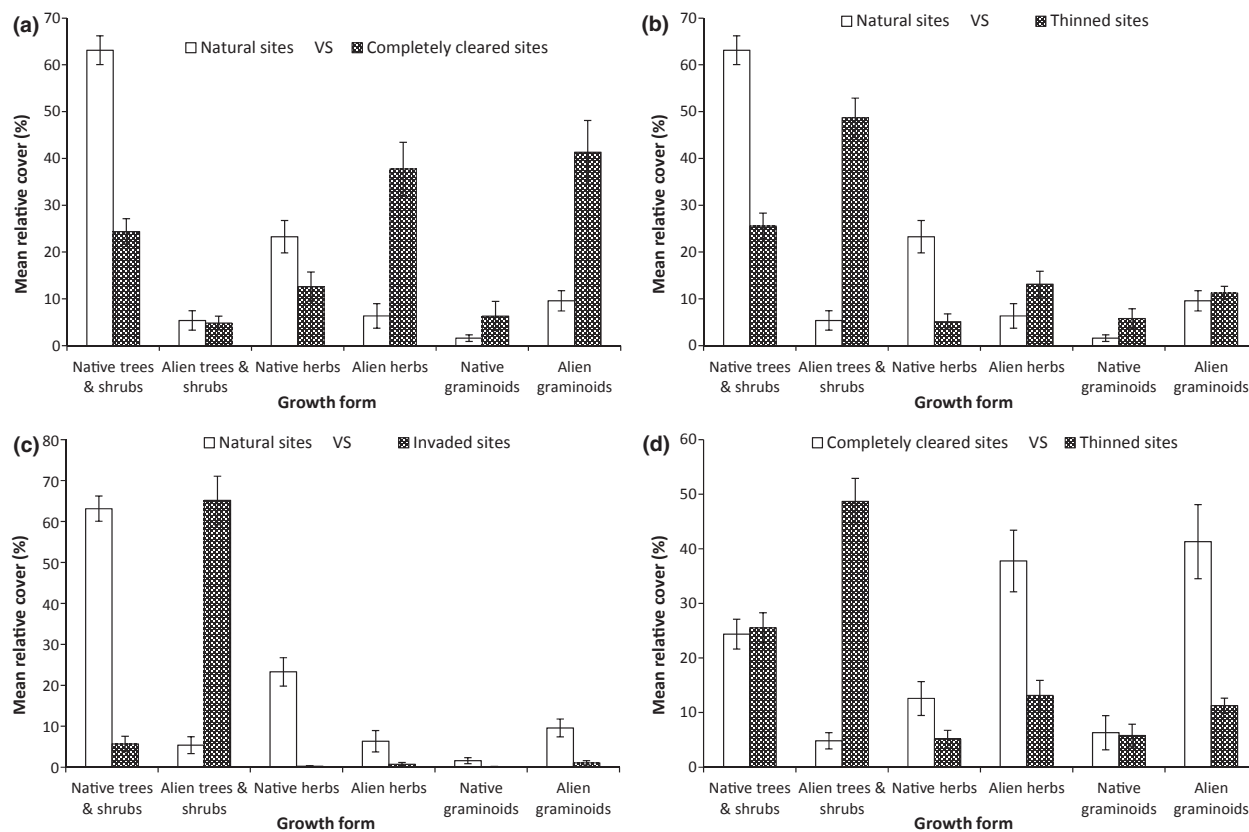 (a)
Natural sites VS Completely cleared sites
Mean relative cover (%)
70
60
50
40
30
20
10
0
Native trees & shrubs
Alien trees & shrubs
Native herbs
Alien herbs
Native graminoids
Alien graminoids
Growth form
(b)
Natural sites VS Thinned sites
Mean relative cover (%)
70
60
50
40
30
20
10
0
Native trees & shrubs
Alien trees & shrubs
Native herbs
Alien herbs
Native graminoids
Alien graminoids
Growth form
(c)
Natural sites VS Invaded sites
Mean relative cover (%)
80
70
60
50
40
30
20
10
0
Native trees & shrubs
Alien trees & shrubs
Native herbs
Alien herbs
Native graminoids
Alien graminoids
Growth form
(d)
Completely cleared sites VS Thinned sites
Mean relative cover (%)
60
50
40
30
20
10
0
Native trees & shrubs
Alien trees & shrubs
Native herbs
Alien herbs
Native graminoids
Alien graminoids
Growth form